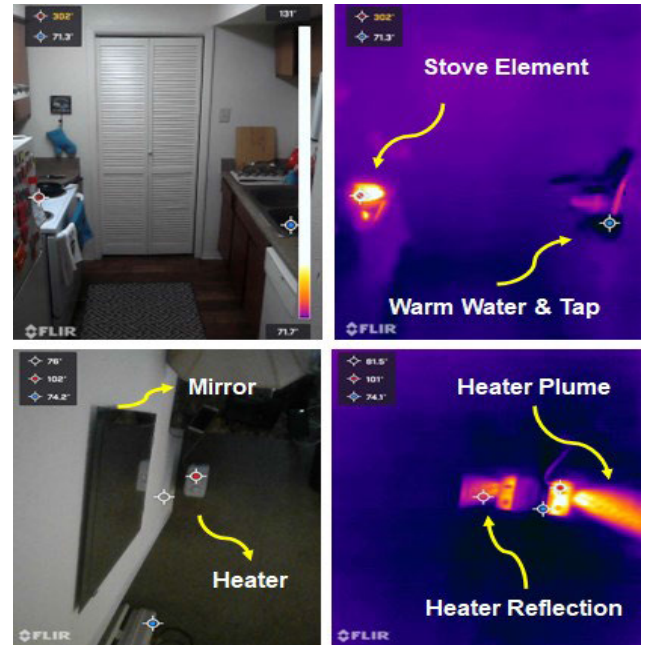 302°
71.3°
131°
71.7°
FLIR
302°
71.3°
Stove Element
Warm Water & Tap
FLIR
76°
102°
74.2°
Mirror
Heater
FLIR
81.5°
101°
74.1°
Heater Plume
Heater Reflection
FLIR